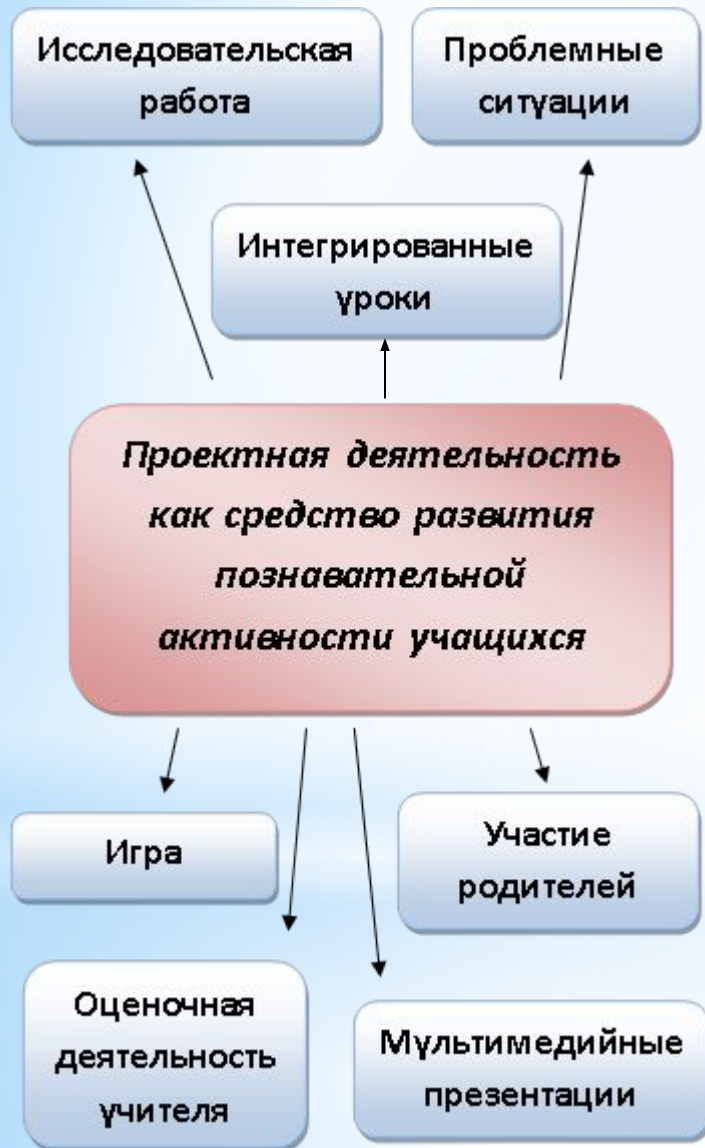 Исследовательская
работа
Проблемные
ситуации
Интегрированные
уроки
Проектная деятельность
как средство развития
познавательной
активности учащихся
Игра
Участие
родителей
Оценочная
деятельность
учителя
Мультимедийные
презентации